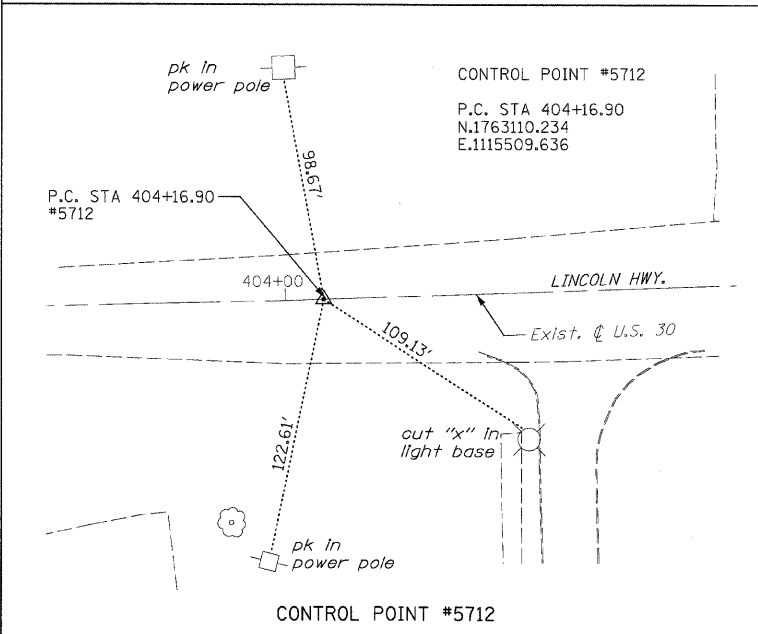 pk in
power pole
CONTROL POINT #5712
P.C. STA 404+16.90
N.1763110.234
E.1115509.636
98.67'
P.C. STA 404+16.90
#5712
404+00
LINCOLN HWY.
Exist. ℄ U.S. 30
109.13'
122.61'
cut "x" in
light base
pk in
power pole
CONTROL POINT #5712